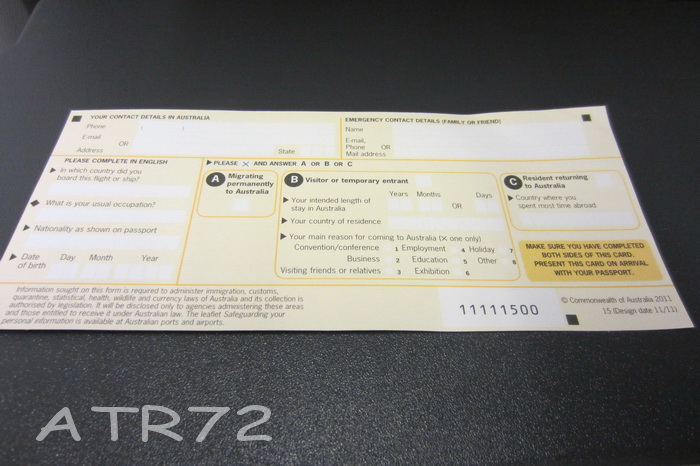 YOUR CONTACT DETAILS IN AUSTRALIA
Phone ( )
E-mail
OR
Address
State
EMERGENCY CONTACT DETAILS (FAMILY OR FRIEND)
Name
E-mail,
Phone OR
Mail address
PLEASE COMPLETE IN ENGLISH
In which country did you
board this flight or ship?
What is your usual occupation?
Nationality as shown on passport
Date
of birth
Day Month Year
PLEASE X AND ANSWER A OR B OR C
A Migrating
permanently
to Australia
B Visitor or temporary entrant
Years Months Days
Your intended length of
stay in Australia
OR
Your country of residence
Your main reason for coming to Australia (X one only)
Convention/conference 1 Employment 4 Holiday 7
Business 2 Education 5 Other 8
Visiting friends or relatives 3 Exhibition 6
C Resident returning
to Australia
Country where you
spent most time abroad
MAKE SURE YOU HAVE COMPLETED
BOTH SIDES OF THIS CARD.
PRESENT THIS CARD ON ARRIVAL
WITH YOUR PASSPORT.
Information sought on this form is required to administer immigration, customs,
quarantine, statistical, health, wildlife and currency laws of Australia and its collection is
authorised by legislation. It will be disclosed only to agencies administering these areas
and those entitled to receive it under Australian law. The leaflet Safeguarding your
personal information is available at Australian ports and airports.
11111500
© Commonwealth of Australia 2011
15 (Design date 11/11)
ATR72